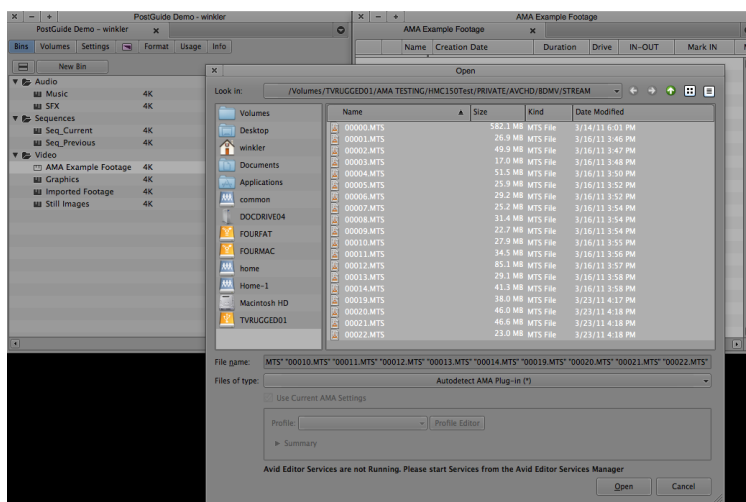 PostGuide Demo - winkler
AMA Example Footage
PostGuide Demo - winkler
AMA Example Footage
Bins Volumes Settings Format Usage Info
Name Creation Date Duration Drive IN-OUT Mark IN
New Bin
Audio
Music 4K
SFX 4K
Sequences
Seq_Current 4K
Seq_Previous 4K
Video
AMA Example Footage 4K
Graphics 4K
Imported Footage 4K
Still Images 4K
Open
Look in: /Volumes/TVRUGGED01/AMA TESTING/HMC150Test/PRIVATE/AVCHD/BDMV/STREAM
Volumes
Desktop
winkler
Documents
Applications
common
DOCDRIVE04
FOURFAT
FOURMAC
home
Home-1
Macintosh HD
TVRUGGED01
Name Size Kind Date Modified
00000.MTS 582.1 MB MTS File 3/14/11 6:01 PM
00001.MTS 26.9 MB MTS File 3/16/11 3:46 PM
00002.MTS 49.9 MB MTS File 3/16/11 3:47 PM
00003.MTS 17.0 MB MTS File 3/16/11 3:48 PM
00004.MTS 51.5 MB MTS File 3/16/11 3:50 PM
00005.MTS 25.9 MB MTS File 3/16/11 3:52 PM
00006.MTS 29.2 MB MTS File 3/16/11 3:52 PM
00007.MTS 25.2 MB MTS File 3/16/11 3:54 PM
00008.MTS 31.4 MB MTS File 3/16/11 3:54 PM
00009.MTS 22.7 MB MTS File 3/16/11 3:54 PM
00010.MTS 27.9 MB MTS File 3/16/11 3:55 PM
00011.MTS 34.5 MB MTS File 3/16/11 3:56 PM
00012.MTS 85.1 MB MTS File 3/16/11 3:57 PM
00013.MTS 29.1 MB MTS File 3/16/11 3:58 PM
00014.MTS 41.3 MB MTS File 3/16/11 3:58 PM
00019.MTS 38.0 MB MTS File 3/23/11 4:17 PM
00020.MTS 46.0 MB MTS File 3/23/11 4:18 PM
00021.MTS 46.6 MB MTS File 3/23/11 4:18 PM
00022.MTS 23.0 MB MTS File 3/23/11 4:18 PM
File name: MTS" "00010.MTS" "00011.MTS" "00012.MTS" "00013.MTS" "00014.MTS" "00019.MTS" "00020.MTS" "00021.MTS" "00022.MTS"
Files of type: Autodetect AMA Plug-in (*)
Use Current AMA Settings
Profile: Profile Editor
Summary
Avid Editor Services are not Running. Please start Services from the Avid Editor Services Manager
Open Cancel